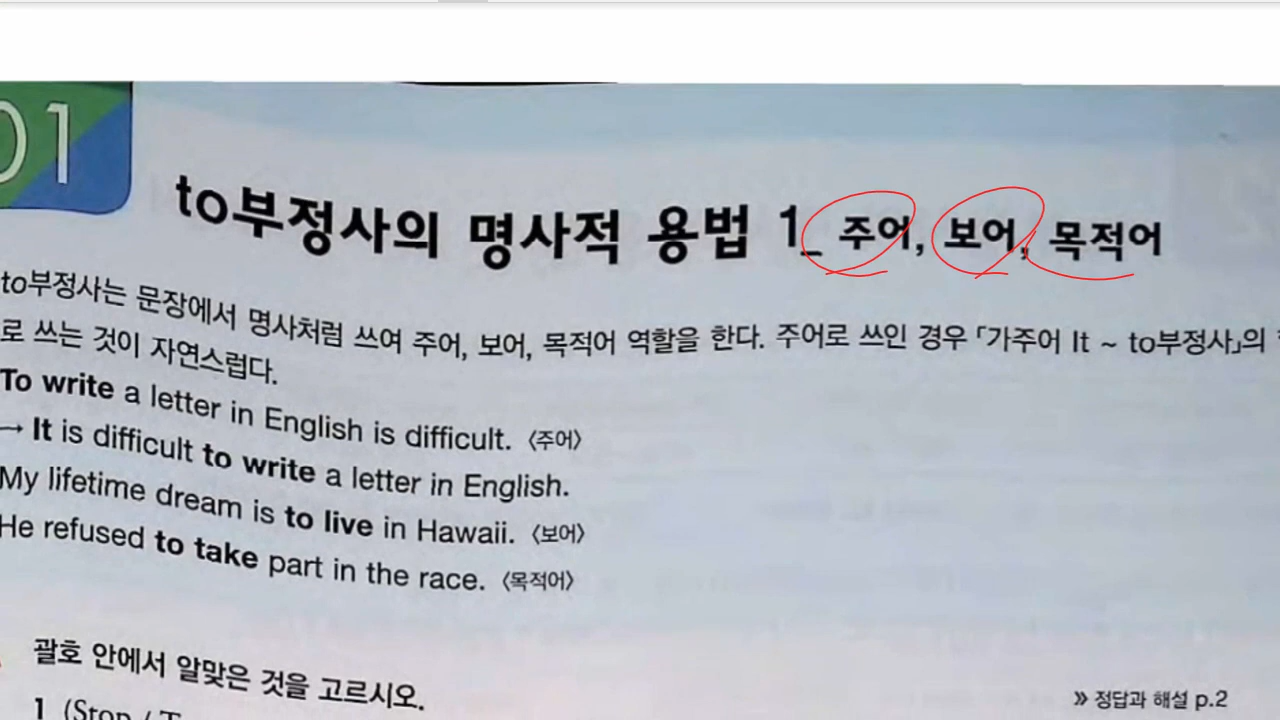 01
to부정사의 명사적 용법 1_ 주어, 보어, 목적어
to부정사는 문장에서 명사처럼 쓰여 주어, 보어, 목적어 역할을 한다. 주어로 쓰인 경우 「가주어 It ~ to부정사」의
로 쓰는 것이 자연스럽다.
To write a letter in English is difficult. 〈주어〉
→ It is difficult to write a letter in English.
My lifetime dream is to live in Hawaii. 〈보어〉
He refused to take part in the race. 〈목적어〉
괄호 안에서 알맞은 것을 고르시오.
» 정답과 해설 p.2
1 (Stop /